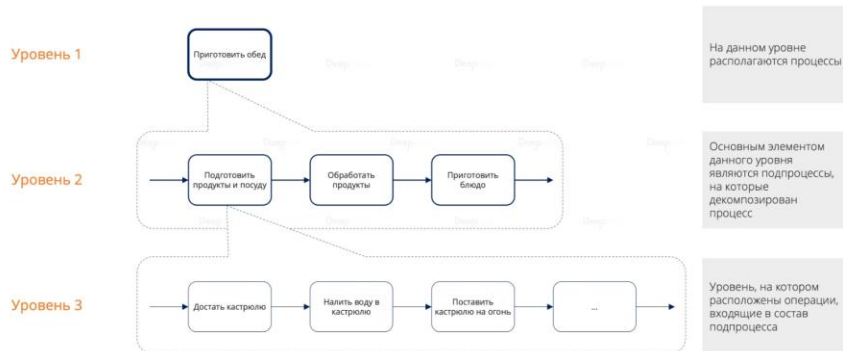 Уровень 1
Приготовить обед
На данном уровне
располагаются процессы
Уровень 2
Подготовить
продукты и посуду
Обработать
продукты
Приготовить
блюдо
Основным элементом
данного уровня
являются подпроцессы,
на которые
декомпозирован
процесс
Уровень 3
Достать кастрюлю
Налить воду в
кастрюлю
Поставить
кастрюлю на огонь
...
Уровень, на котором
расположены операции,
входящие в состав
подпроцесса